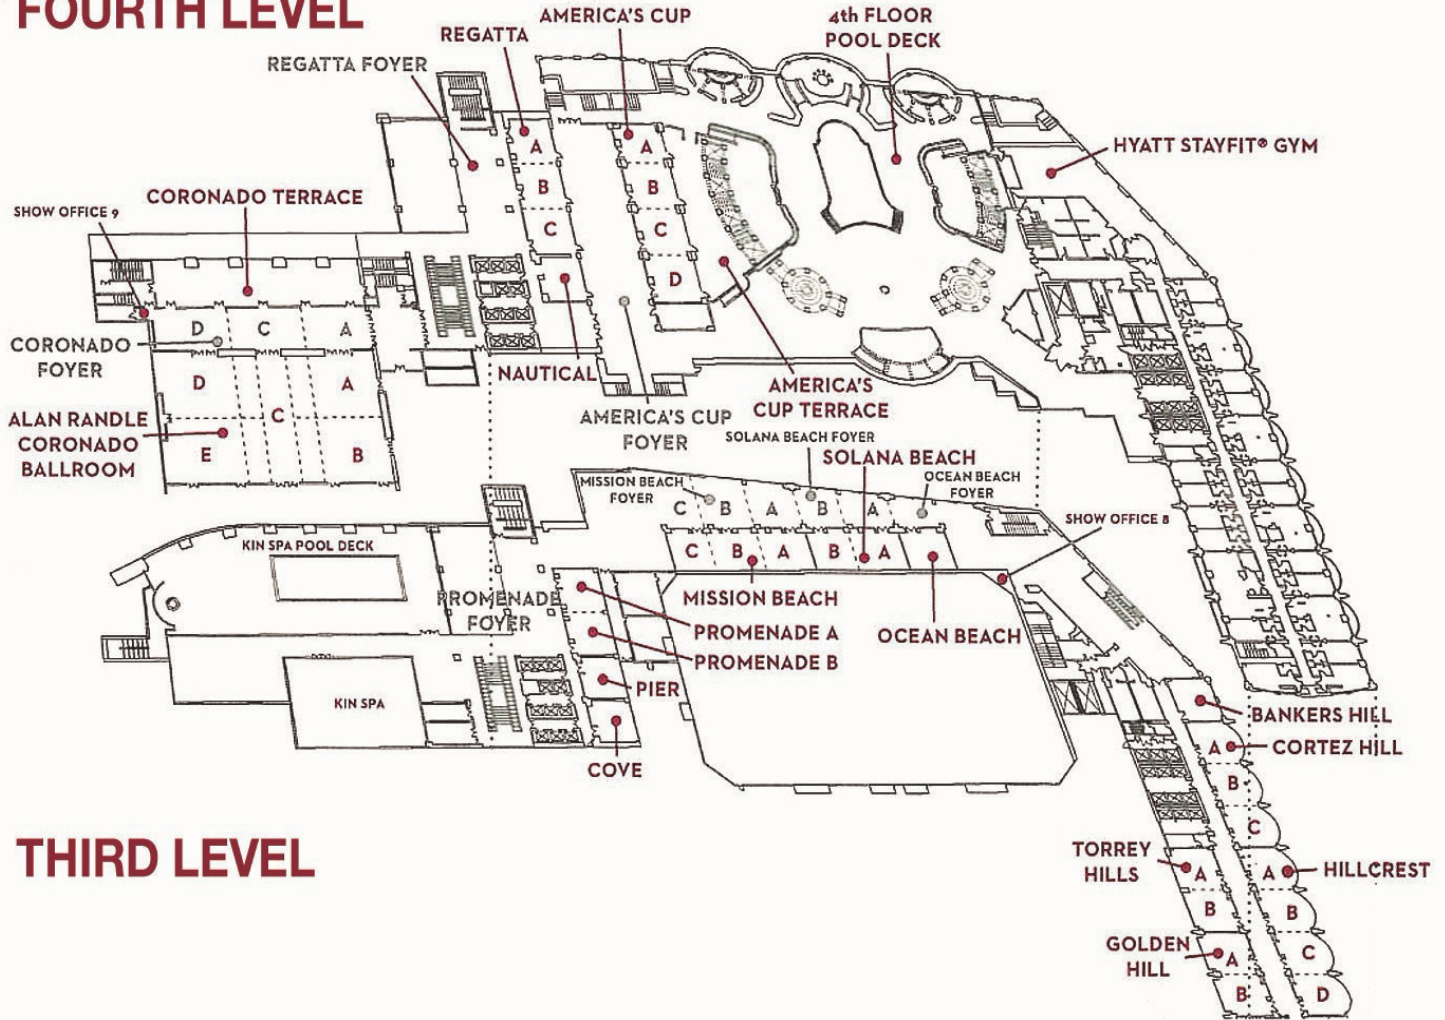 FOURTH LEVEL
AMERICA'S CUP
4th FLOOR
POOL DECK
REGATTA
REGATTA FOYER
HYATT STAYFIT® GYM
A
A
B
B
CORONADO TERRACE
SHOW OFFICE 9
C
C
D
D
C
A
CORONADO
FOYER
NAUTICAL
AMERICA'S
CUP TERRACE
D
A
C
ALAN RANDLE
CORONADO
BALLROOM
E
B
AMERICA'S CUP
FOYER
SOLANA BEACH FOYER
SOLANA BEACH
MISSION BEACH
FOYER
OCEAN BEACH
FOYER
C
B
A
B
A
SHOW OFFICE 8
KIN SPA POOL DECK
C
B
A
B
A
PROMENADE
FOYER
MISSION BEACH
PROMENADE A
OCEAN BEACH
PROMENADE B
PIER
KIN SPA
COVE
BANKERS HILL
A
CORTEZ HILL
B
C
THIRD LEVEL
TORREY
HILLS
A
A
HILLCREST
B
B
GOLDEN
HILL
A
C
B
D